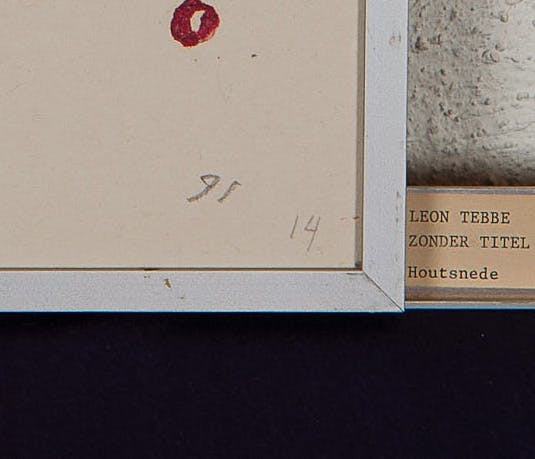 91
14
LEON TEBBE
ZONDER TITEL
Houtsnede